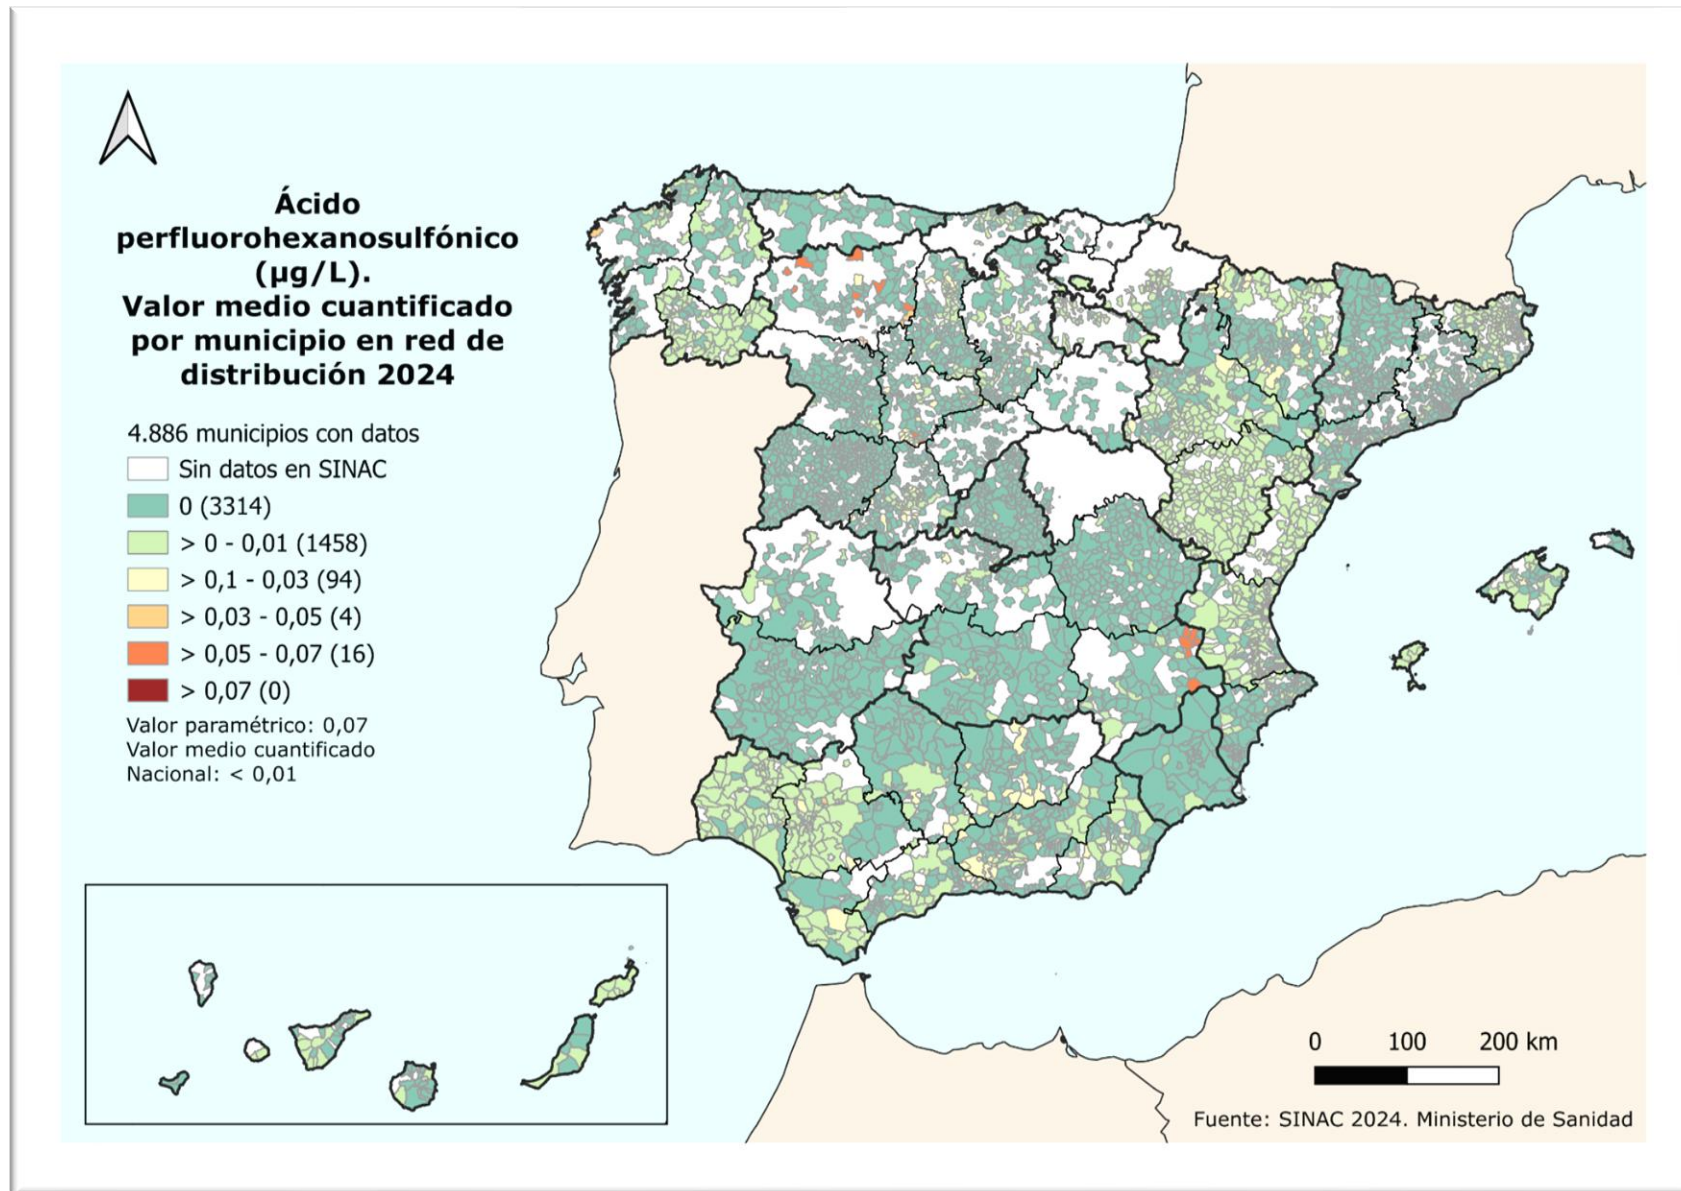 Ácido
perfluorohexanosulfónico
(µg/L).
Valor medio cuantificado
por municipio en red de
distribución 2024
4.886 municipios con datos
Sin datos en SINAC
0 (3314)
> 0 - 0,01 (1458)
> 0,1 - 0,03 (94)
> 0,03 - 0,05 (4)
> 0,05 - 0,07 (16)
> 0,07 (0)
Valor paramétrico: 0,07
Valor medio cuantificado
Nacional: < 0,01
0 100 200 km
Fuente: SINAC 2024. Ministerio de Sanidad